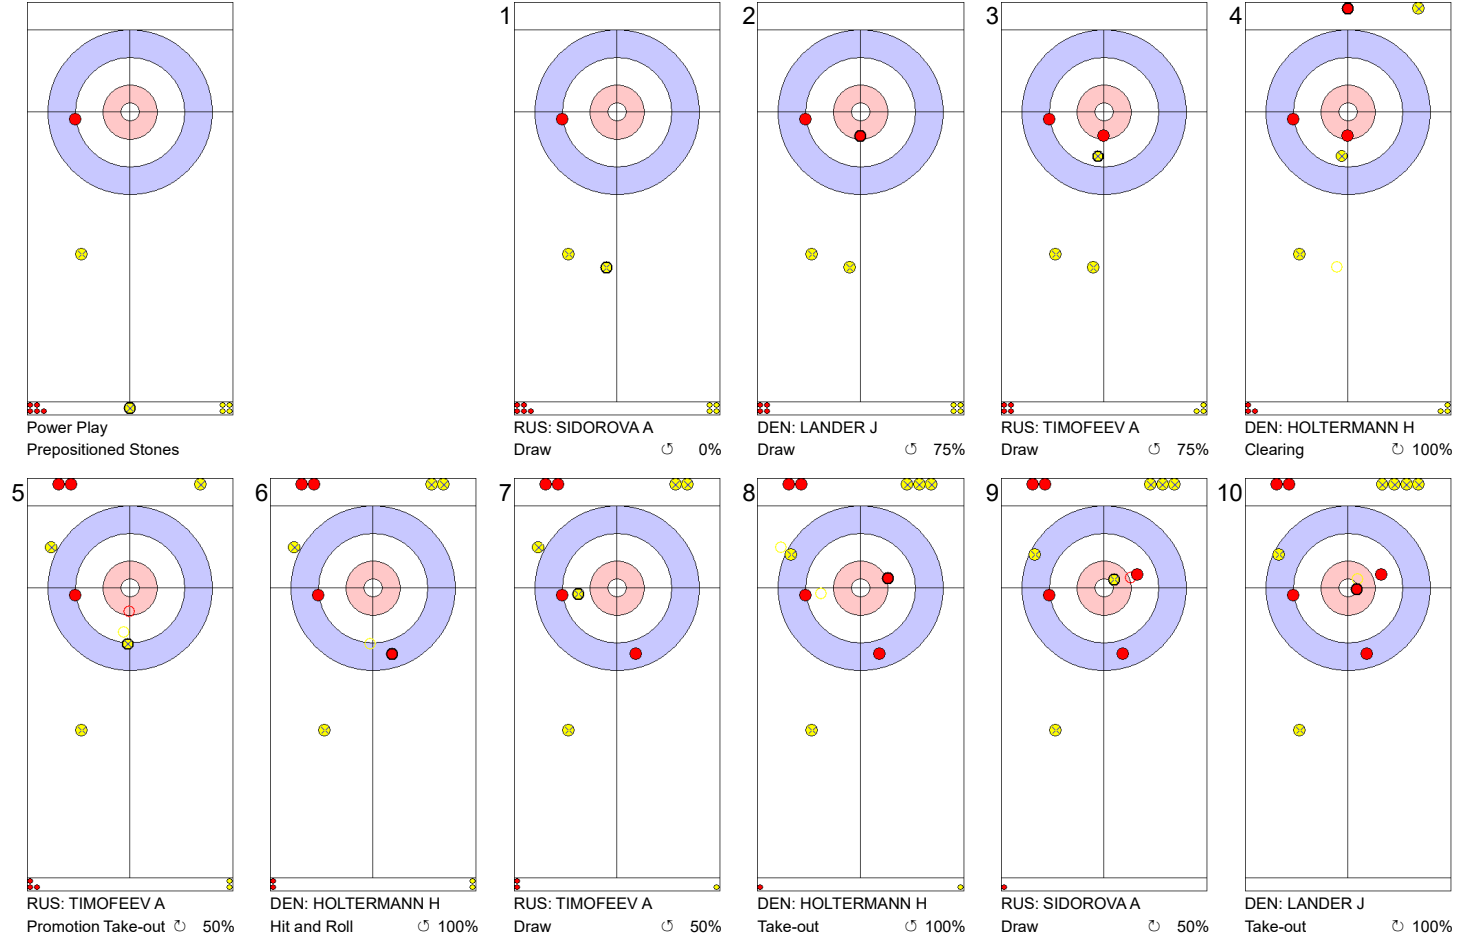 1
2
3
4
Power Play
Prepositioned Stones
RUS: SIDOROVA A
Draw 0%
DEN: LANDER J
Draw 75%
RUS: TIMOFEEV A
Draw 75%
DEN: HOLTERMANN H
Clearing 100%
5
6
7
8
9
10
RUS: TIMOFEEV A
Promotion Take-out 50%
DEN: HOLTERMANN H
Hit and Roll 100%
RUS: TIMOFEEV A
Draw 50%
DEN: HOLTERMANN H
Take-out 100%
RUS: SIDOROVA A
Draw 50%
DEN: LANDER J
Take-out 100%